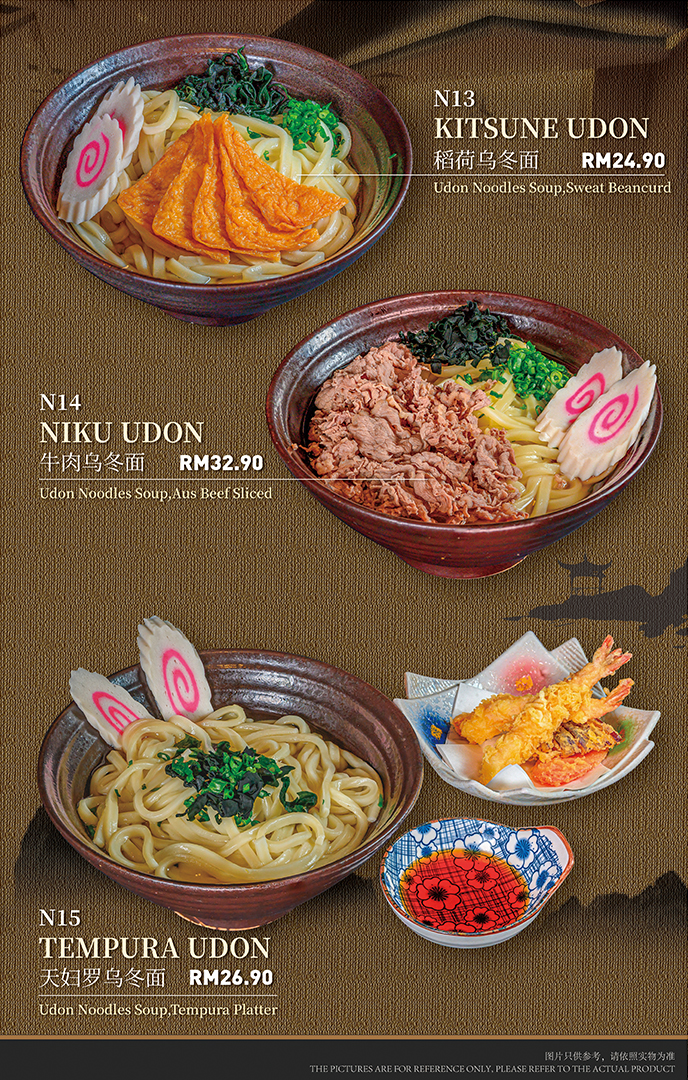 N13
KITSUNE UDON
稻荷乌冬面 RM24.90
Udon Noodles Soup,Sweat Beancurd
N14
NIKU UDON
牛肉乌冬面 RM32.90
Udon Noodles Soup,Aus Beef Sliced
N15
TEMPURA UDON
天妇罗乌冬面 RM26.90
Udon Noodles Soup,Tempura Platter
图片只供参考，请依照实物为准
THE PICTURES ARE FOR REFERENCE ONLY, PLEASE REFER TO THE ACTUAL PRODUCT